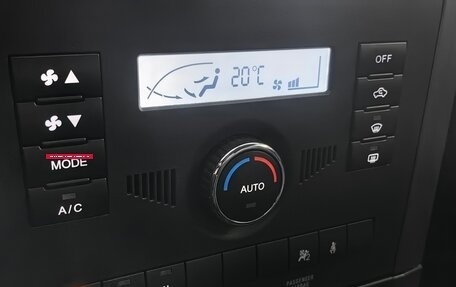 20°C
OFF
MODE
A/C
AUTO
PASSENGER